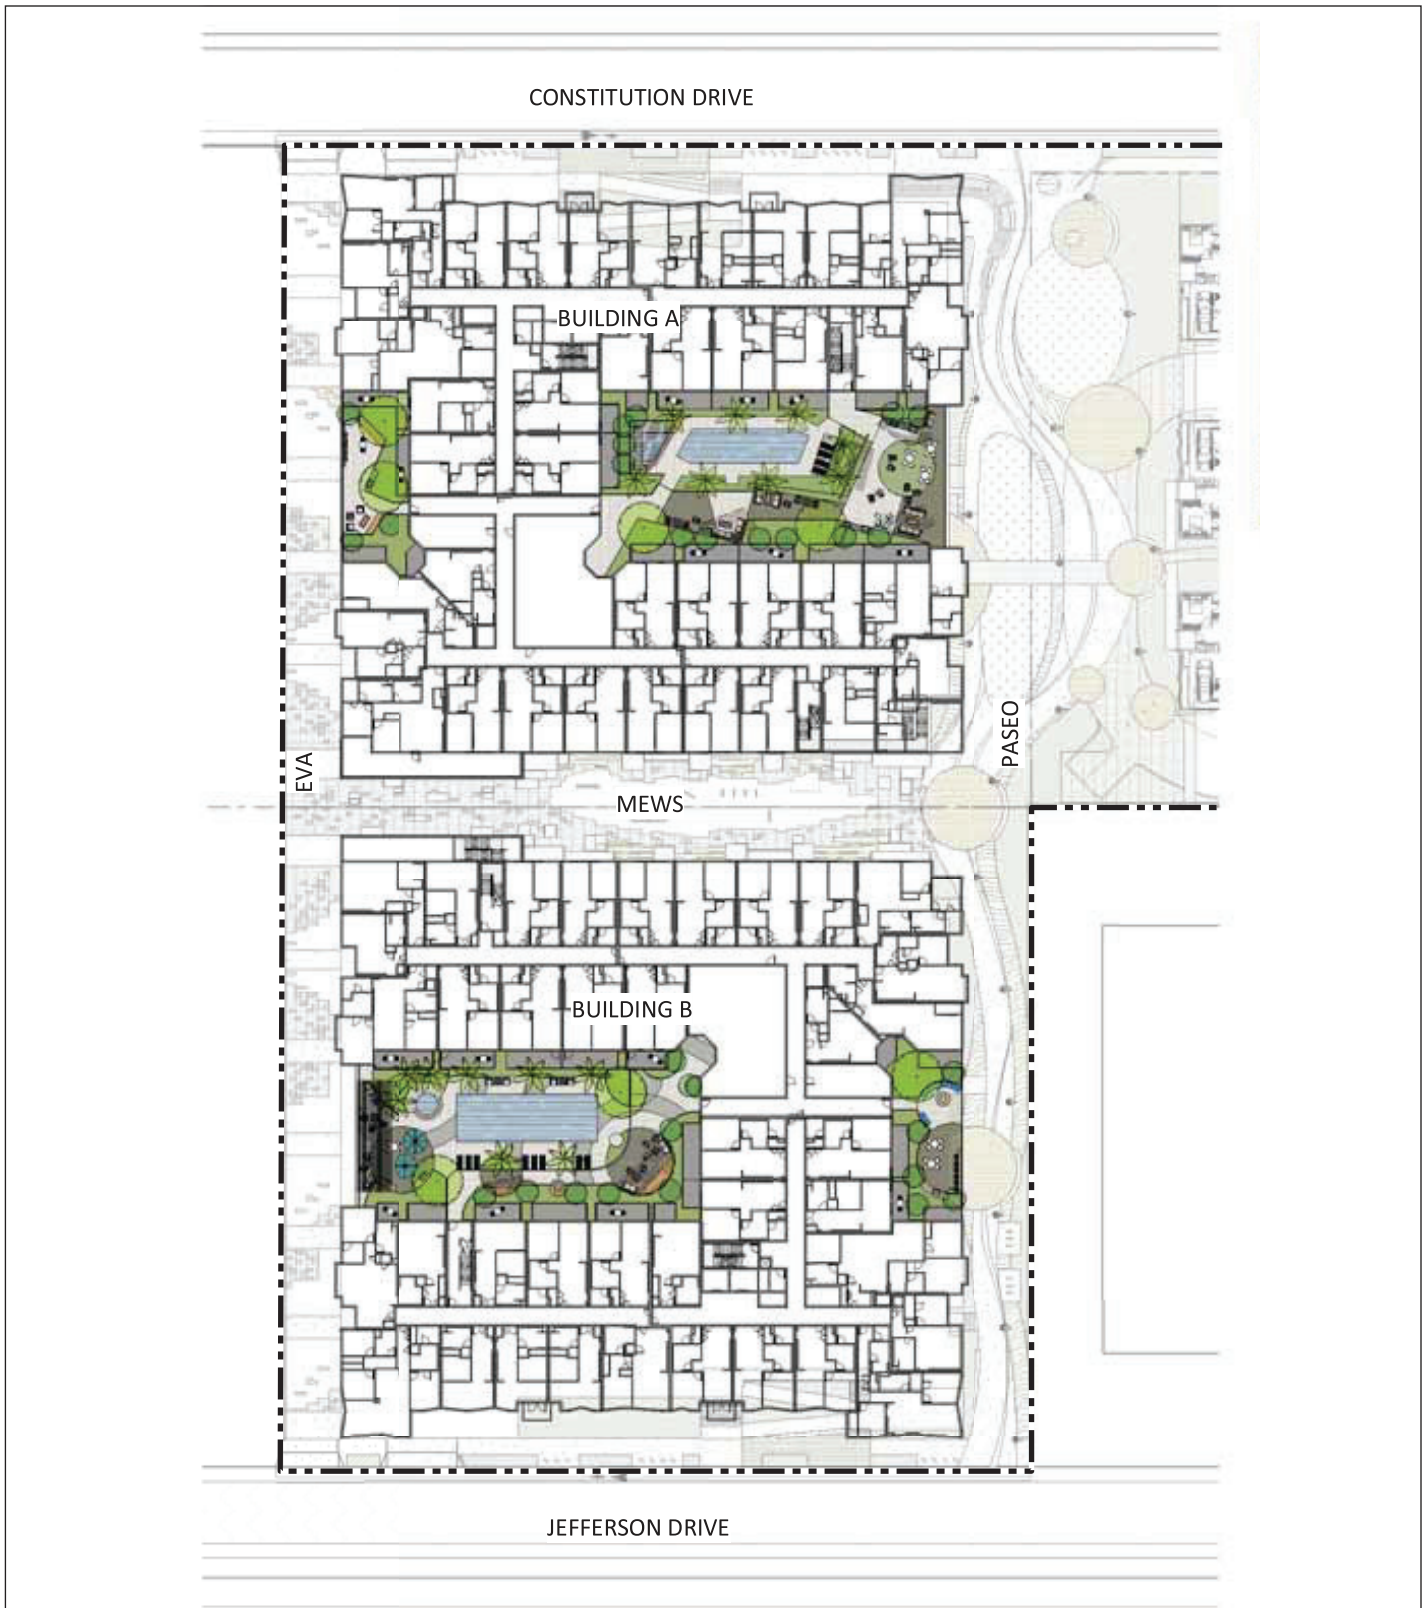 CONSTITUTION DRIVE
BUILDING A
PASEO
EVA
MEWS
BUILDING B
JEFFERSON DRIVE